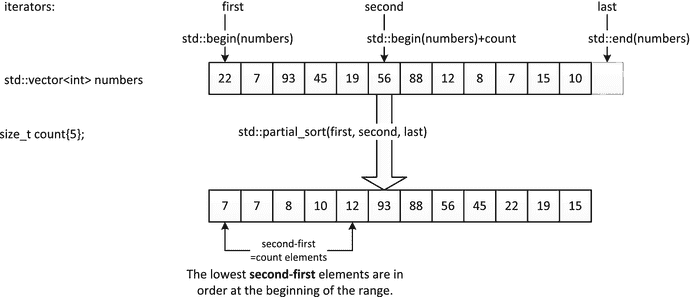 iterators: first second last
std::begin(numbers) std::begin(numbers)+count std::end(numbers)
std::vector<int> numbers 22 7 93 45 19 56 88 12 8 7 15 10
size_t count{5}; std::partial_sort(first, second, last)
7 7 8 10 12 93 88 56 45 22 19 15
second-first
=count elements
The lowest second-first elements are in
order at the beginning of the range.